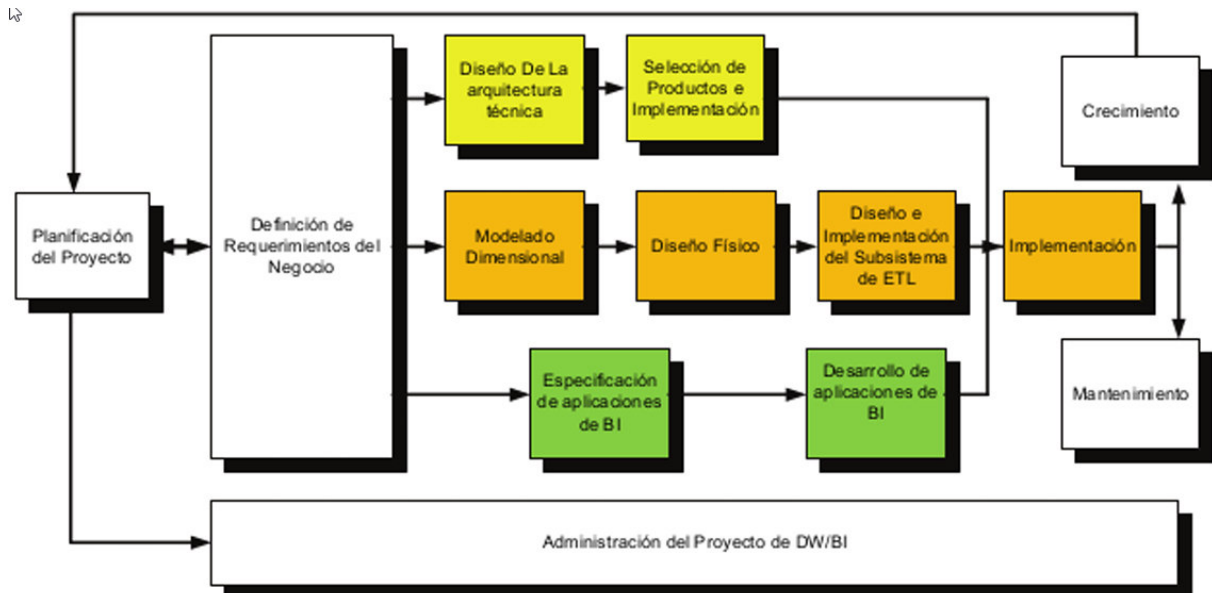 Diseño De La
arquitectura
técnica
Selección de
Productos e
Implementación
Crecimiento
Planificación
del Proyecto
Definición de
Requerimientos del
Negocio
Modelado
Dimensional
Diseño Físico
Diseño e
Implementación
del Subsistema
de ETL
Implementación
Especificación
de aplicaciones
de BI
Desarrollo de
aplicaciones de
BI
Mantenimiento
Administración del Proyecto de DW/BI